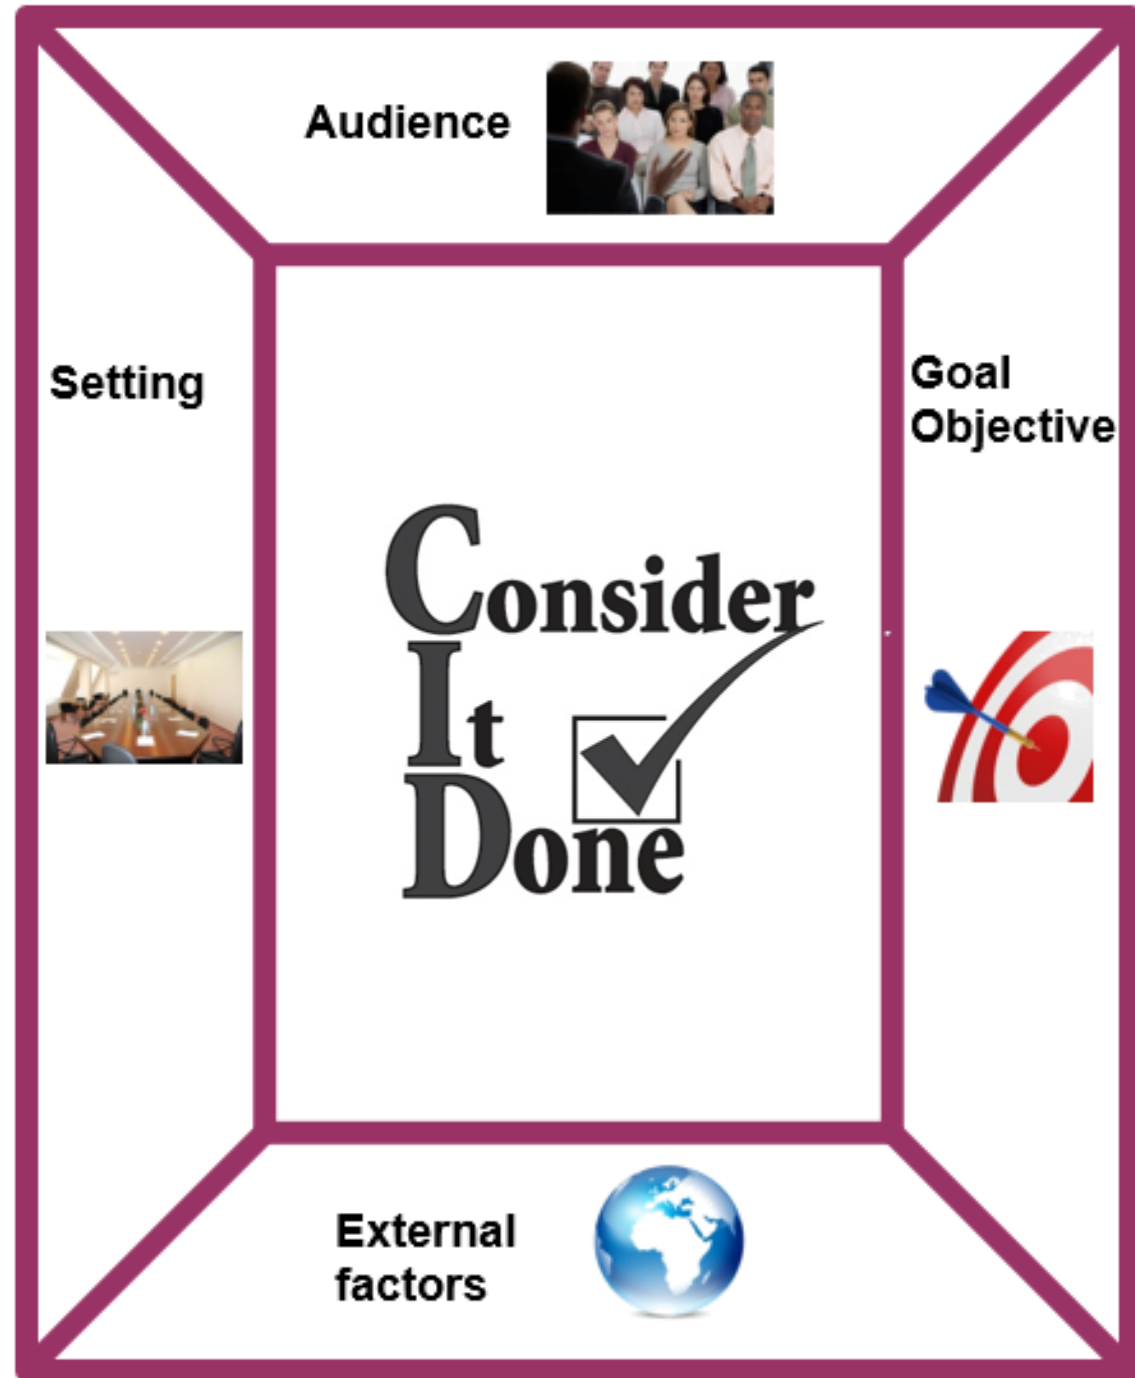 Audience
Setting
Goal
Objective
Consider
It
Done
External
factors